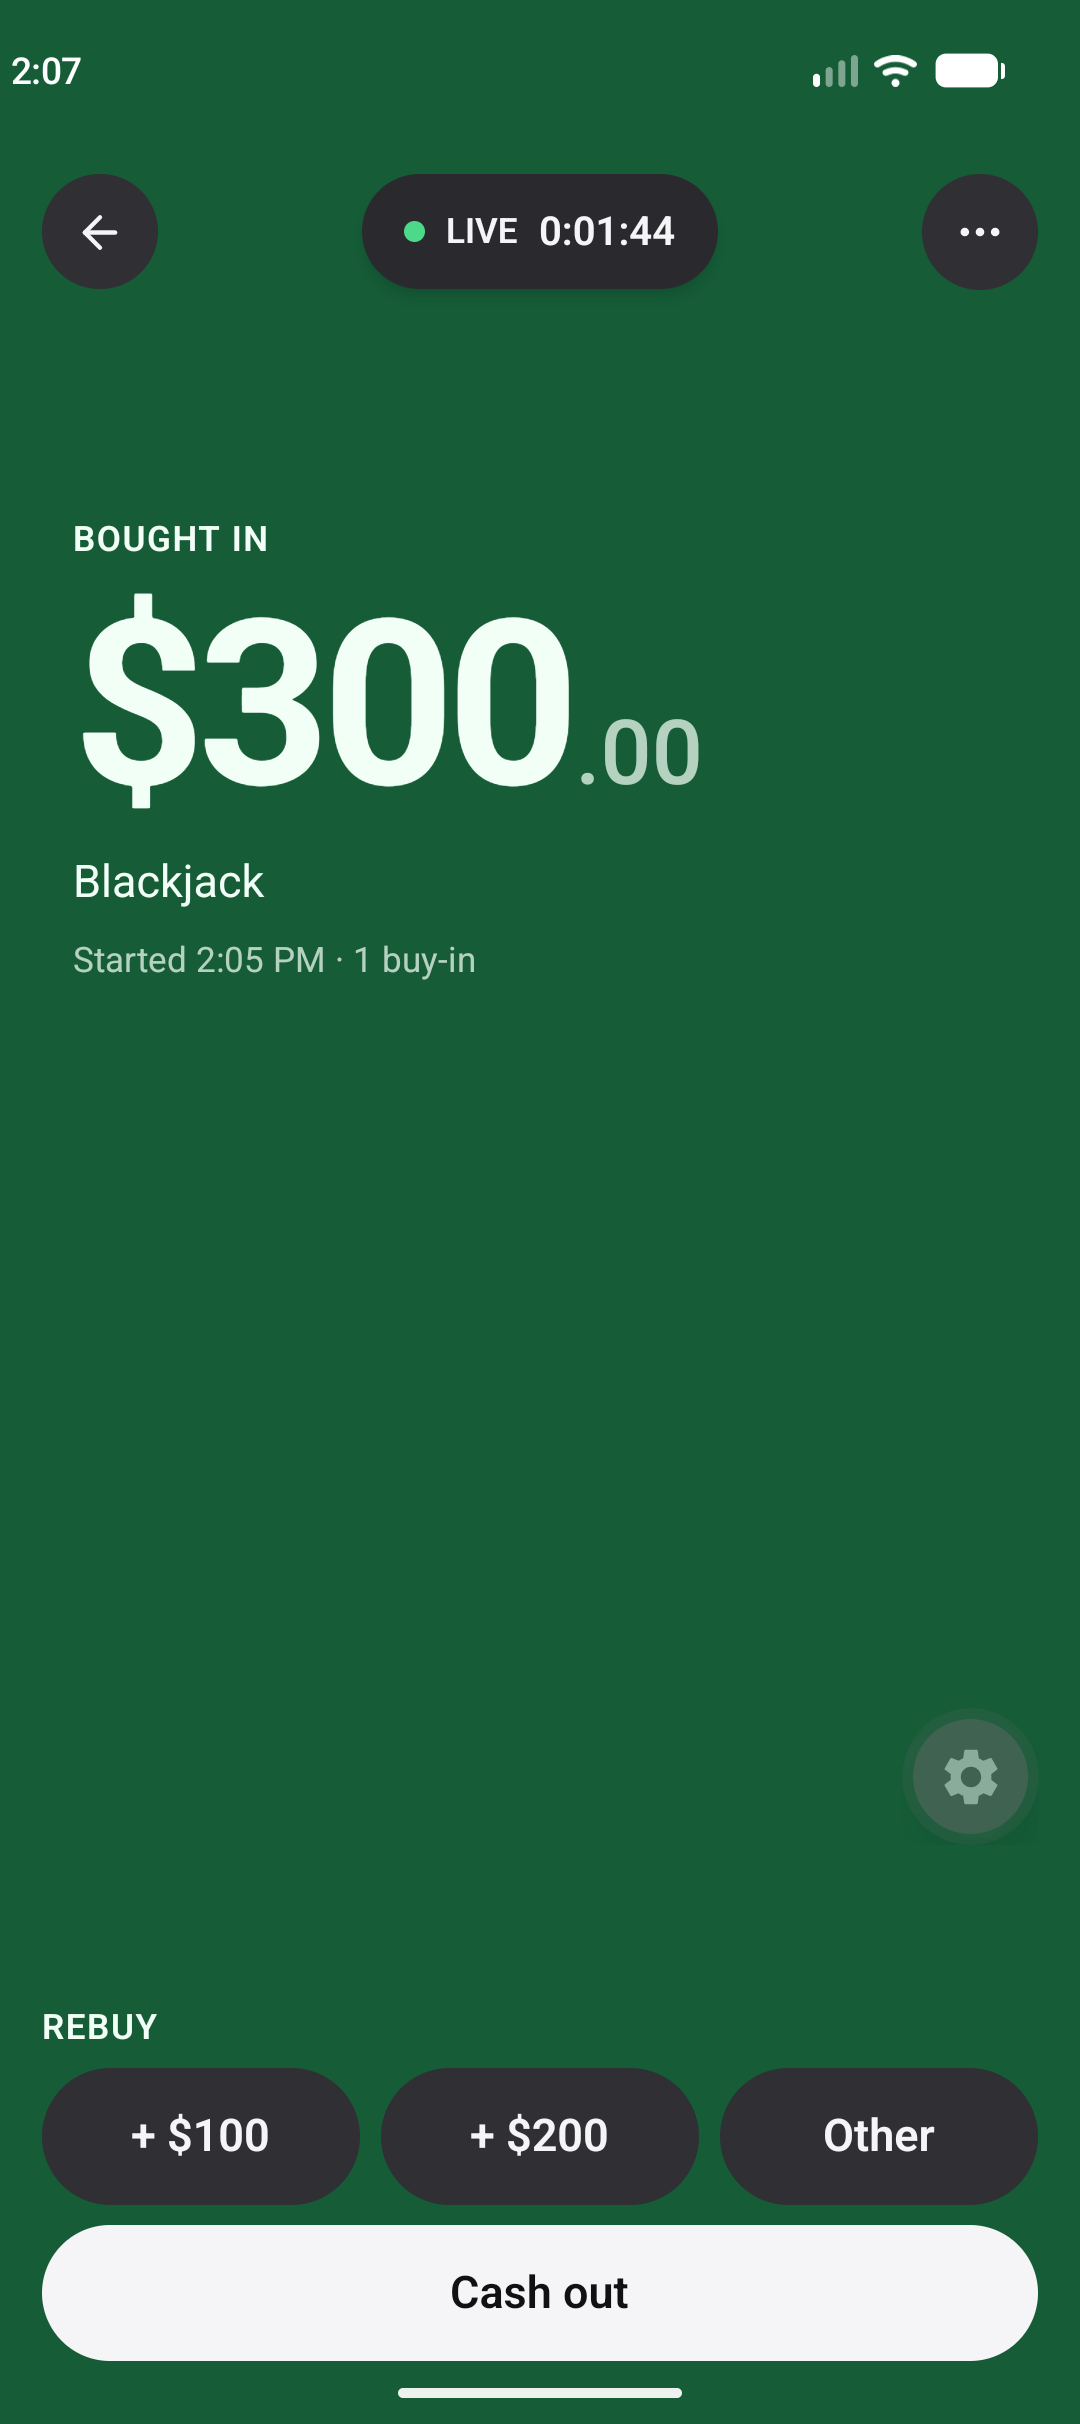 2:07
LIVE 0:01:44
BOUGHT IN
$300.00
Blackjack
Started 2:05 PM · 1 buy-in
REBUY
+ $100 + $200 Other
Cash out